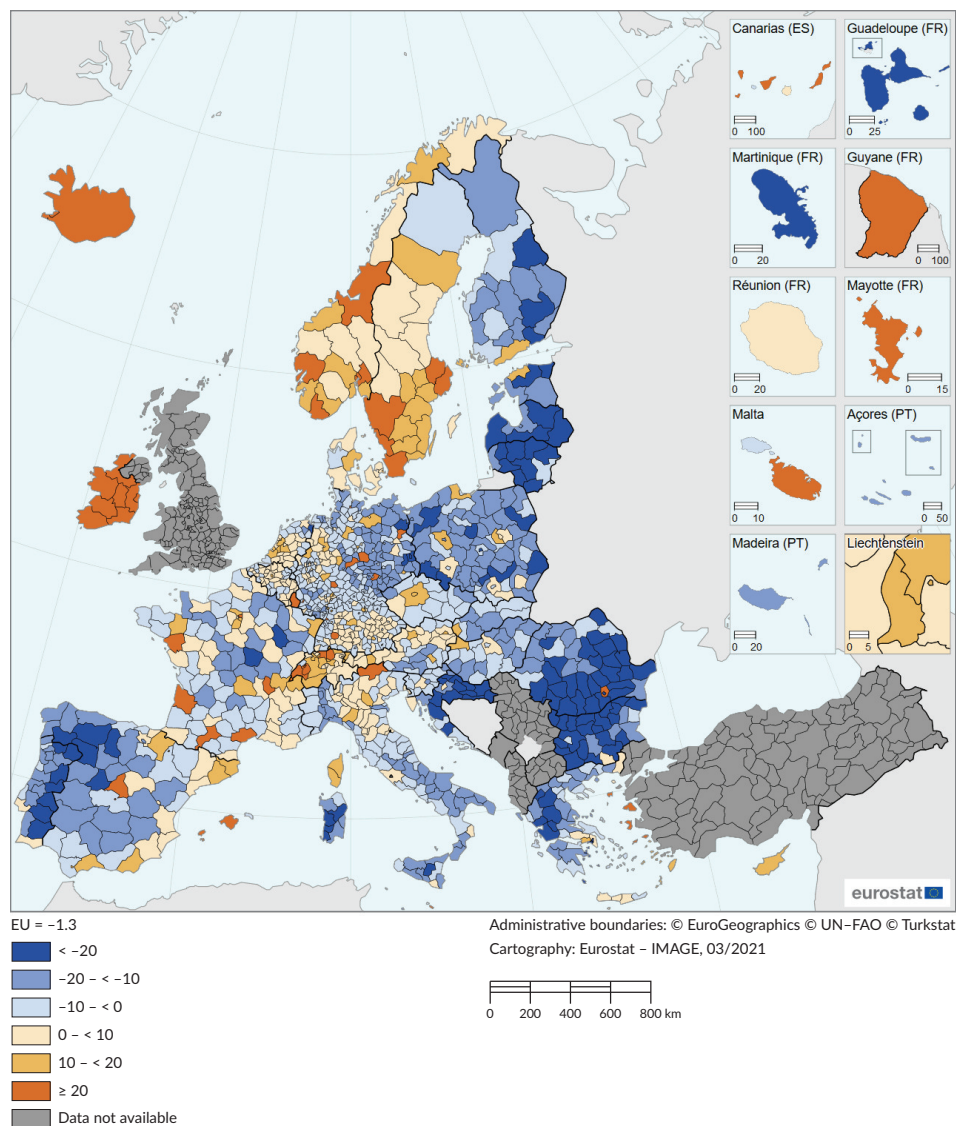 Canarias (ES)
0 100
Guadeloupe (FR)
0 25
Martinique (FR)
0 20
Guyane (FR)
0 100
Réunion (FR)
0 20
Mayotte (FR)
0 15
Malta
0 10
Açores (PT)
0 50
Madeira (PT)
0 20
Liechtenstein
0 5
eurostat
EU = −1.3
< −20
−20 – < −10
−10 – < 0
0 – < 10
10 – < 20
≥ 20
Data not available
Administrative boundaries: © EuroGeographics © UN–FAO © Turkstat
Cartography: Eurostat – IMAGE, 03/2021
0 200 400 600 800 km